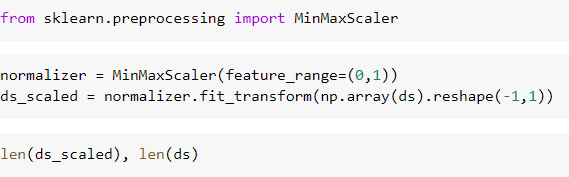 from sklearn.preprocessing import MinMaxScaler
normalizer = MinMaxScaler(feature_range=(0,1))
ds_scaled = normalizer.fit_transform(np.array(ds).reshape(-1,1))
len(ds_scaled), len(ds)